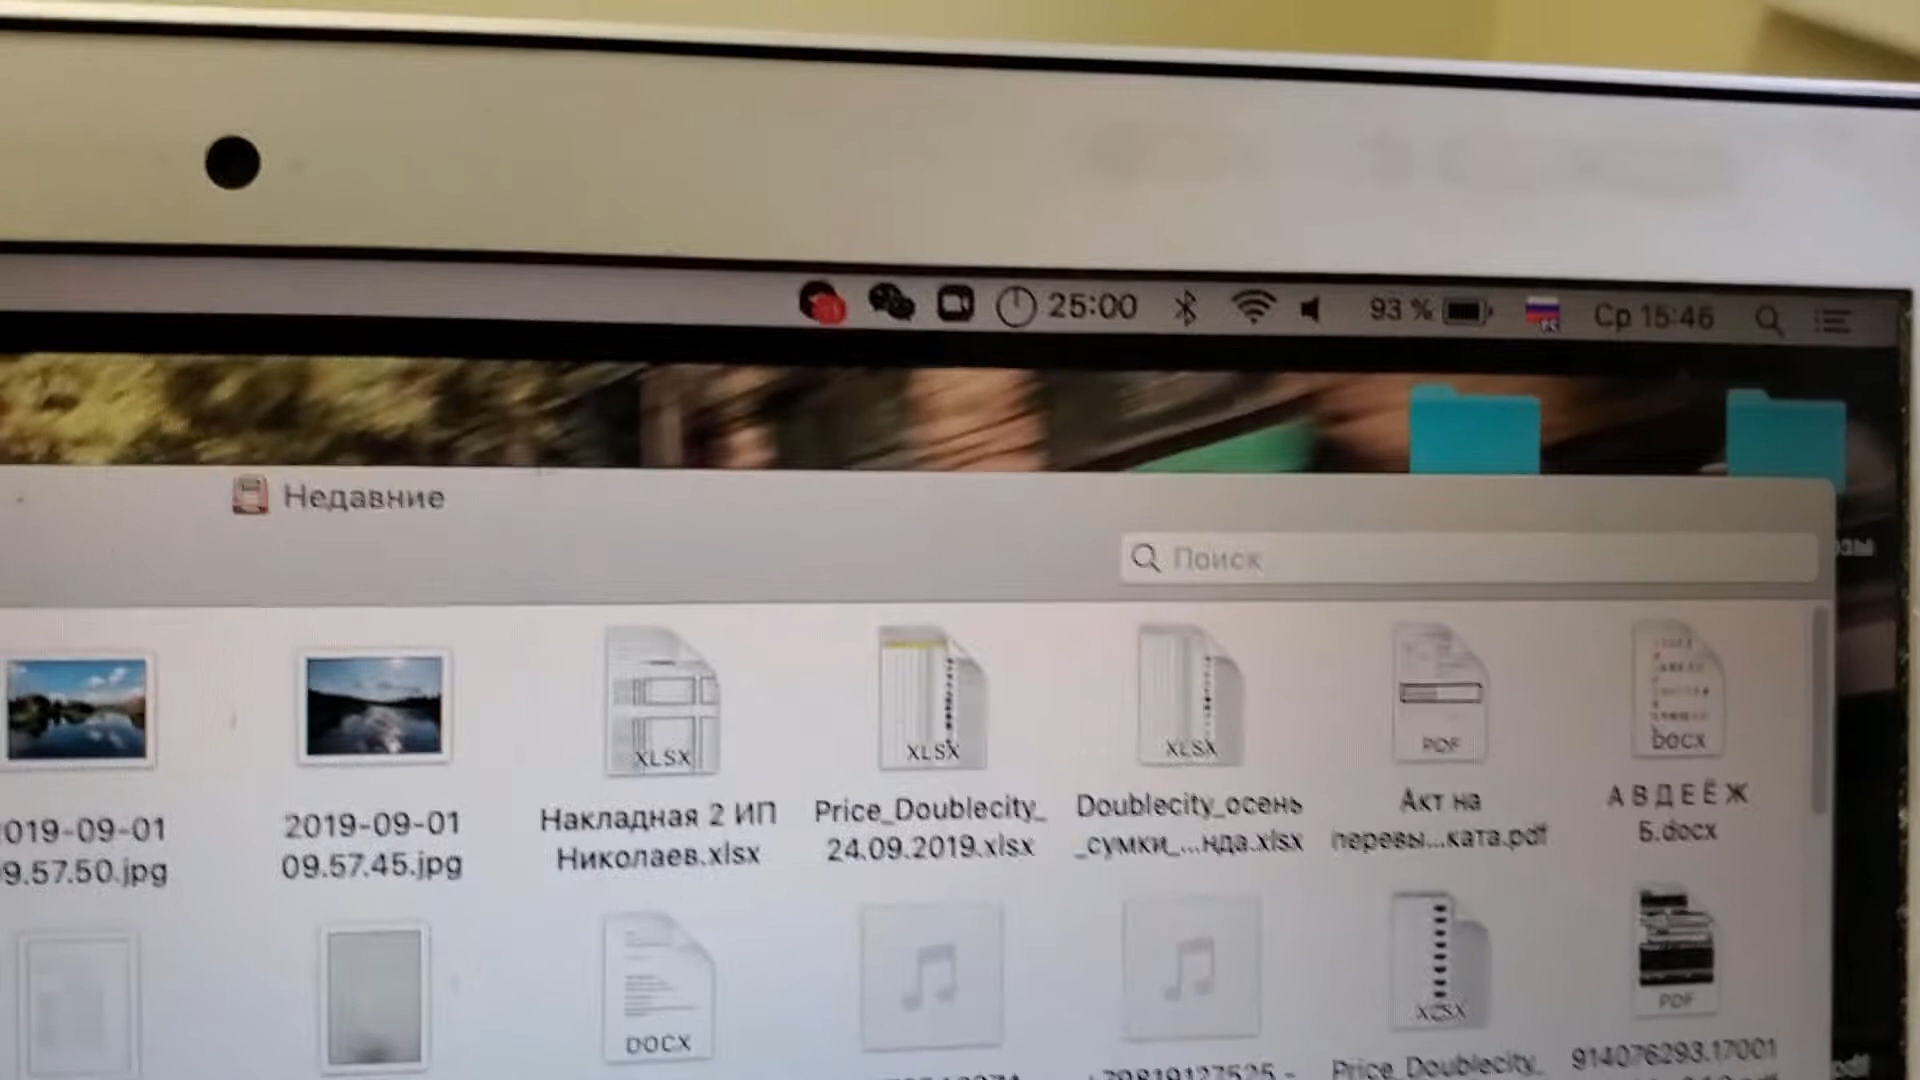 25:00 93 % Ср 15:46
Недавние
Поиск
XLSX XLSX XLSX PDF DOCX
019-09-01 2019-09-01 Накладная 2 ИП Price_Doublecity_ Doublecity_осень Акт на А В Д Е Ё Ж
9.57.50.jpg 09.57.45.jpg Николаев.xlsx 24.09.2019.xlsx _сумки_...нда.xlsx перевы...ката.pdf 5.docx
DOCX XLSX PDF
Price_Doublecity_ 914076293.17001